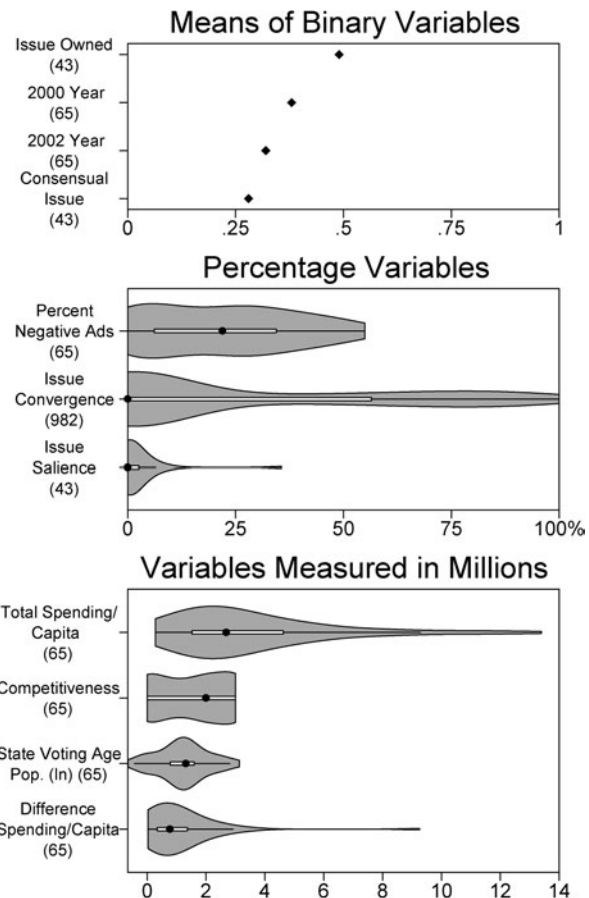 Means of Binary Variables
Issue Owned
(43)
2000 Year
(65)
2002 Year
(65)
Consensual
Issue
(43)
0 .25 .5 .75 1
Percentage Variables
Percent
Negative Ads
(65)
Issue
Convergence
(982)
Issue
Salience
(43)
0 25 50 75 100%
Variables Measured in Millions
Total Spending/
Capita
(65)
Competitiveness
(65)
State Voting Age
Pop. (ln) (65)
Difference
Spending/Capita
(65)
0 2 4 6 8 10 12 14